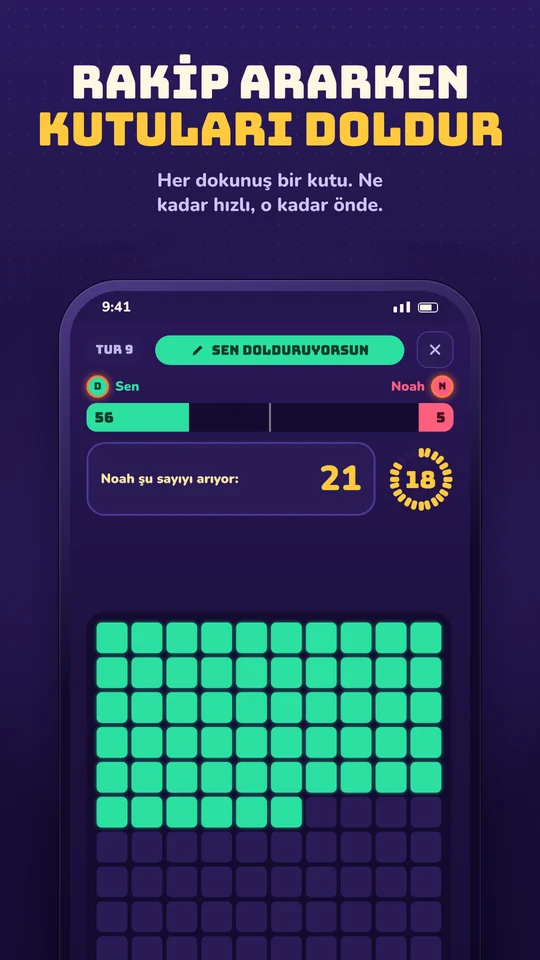 RAKİP ARARKEN
KUTULARI DOLDUR
Her dokunuş bir kutu. Ne
kadar hızlı, o kadar önde.
9:41
TUR 9
SEN DOLDURUYORSUN
D Sen
Noah N
56
5
Noah şu sayıyı arıyor:
21
18